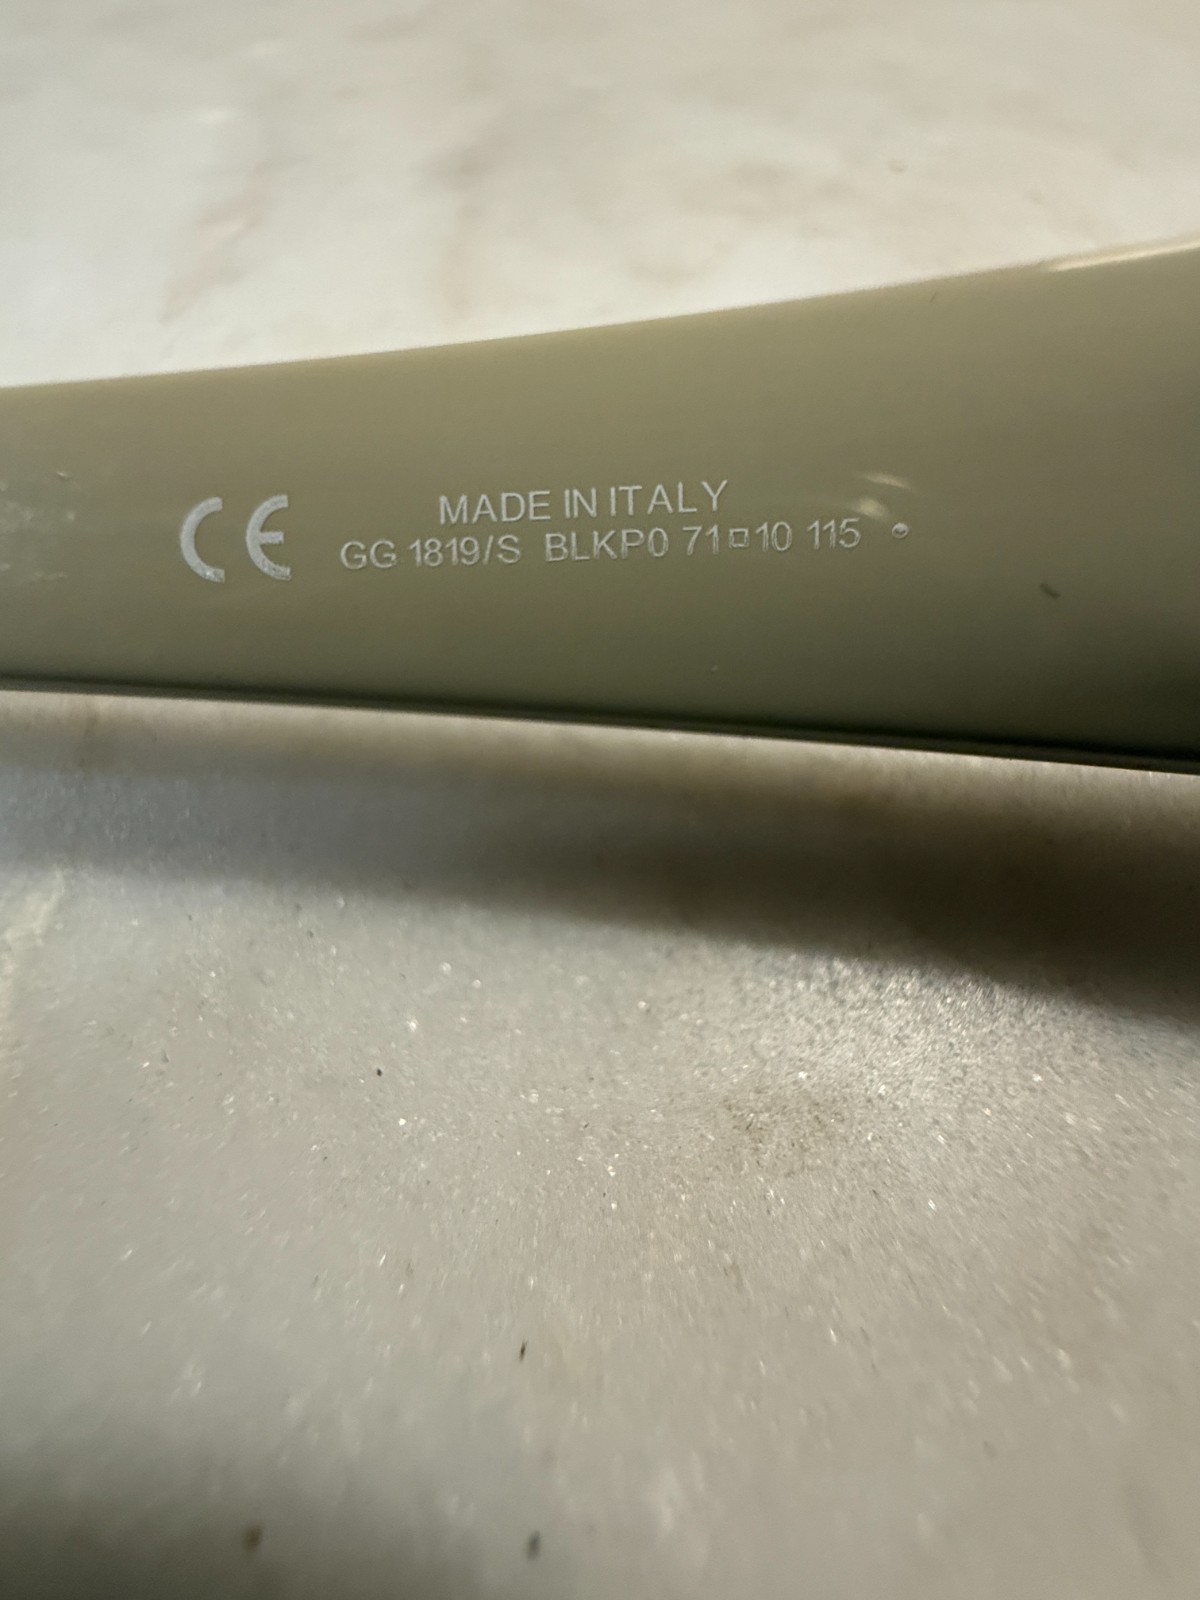 CE
MADE IN ITALY
GG 1819/S BLKP0 71□10 115